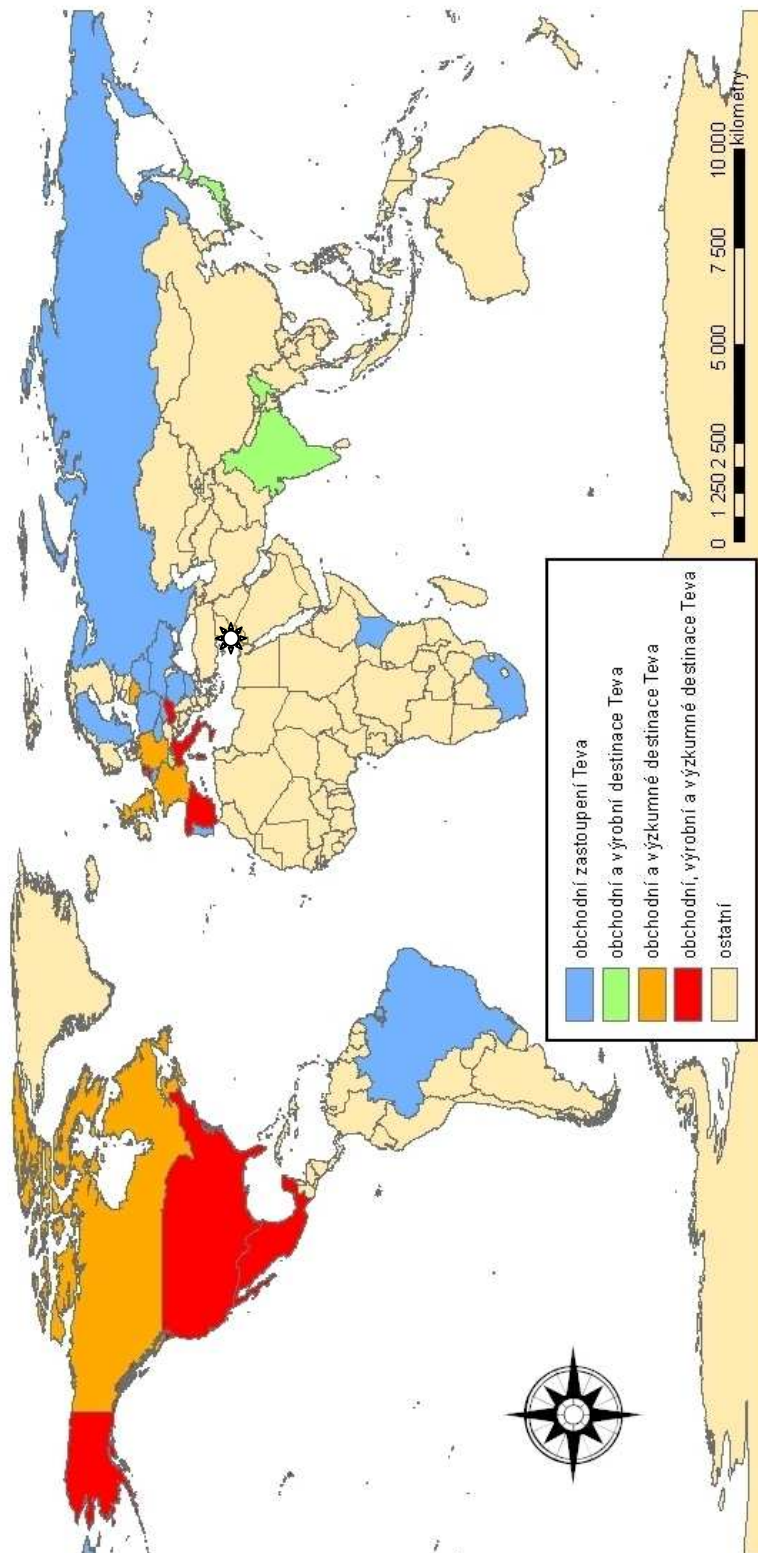 obchodní zastoupení Teva
obchodní a výrobní destinace Teva
obchodní a výzkumné destinace Teva
obchodní, výrobní a výzkumné destinace Teva
ostatní
0 1 250 2 500 5 000 7 500 10 000
kilometry